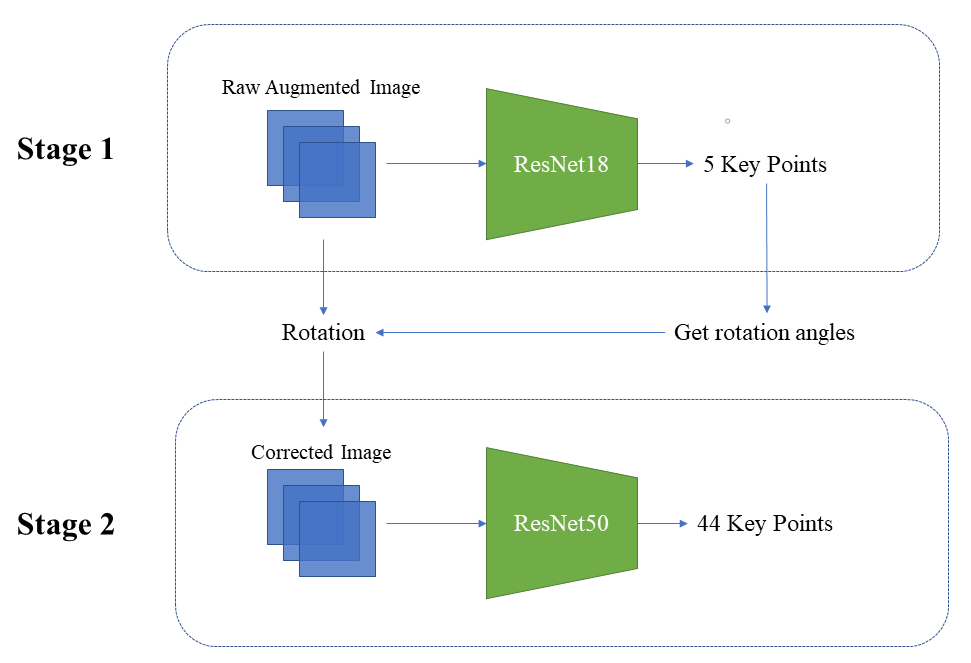 Raw Augmented Image
Stage 1
ResNet18
5 Key Points
Rotation
Get rotation angles
Corrected Image
Stage 2
ResNet50
44 Key Points